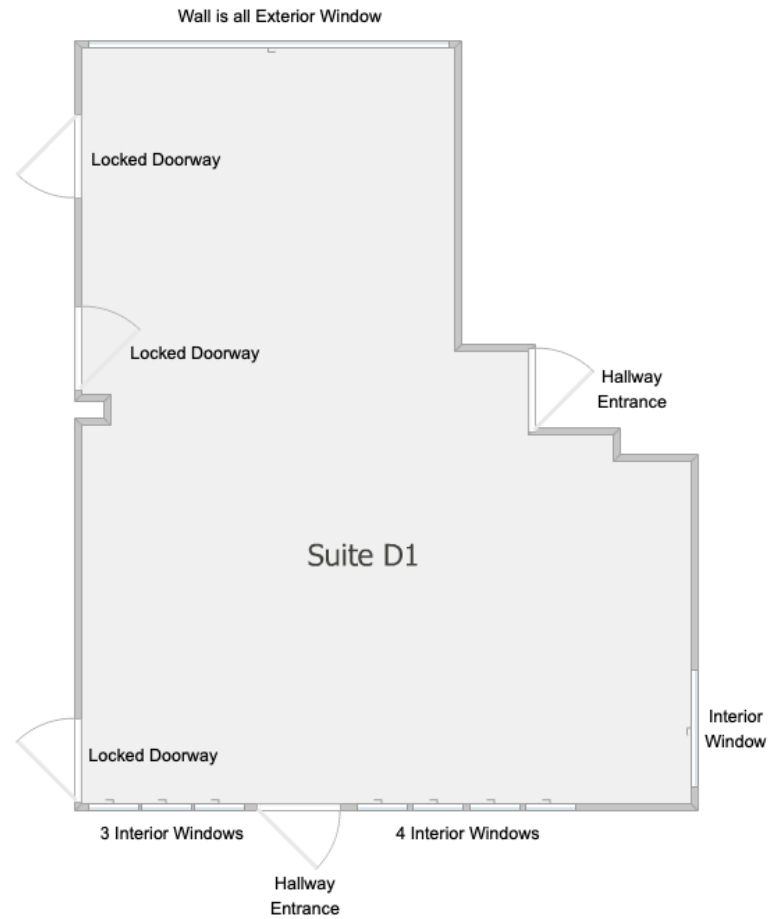 Wall is all Exterior Window
Locked Doorway
Locked Doorway
Hallway
Entrance
Suite D1
Interior
Window
Locked Doorway
3 Interior Windows
4 Interior Windows
Hallway
Entrance